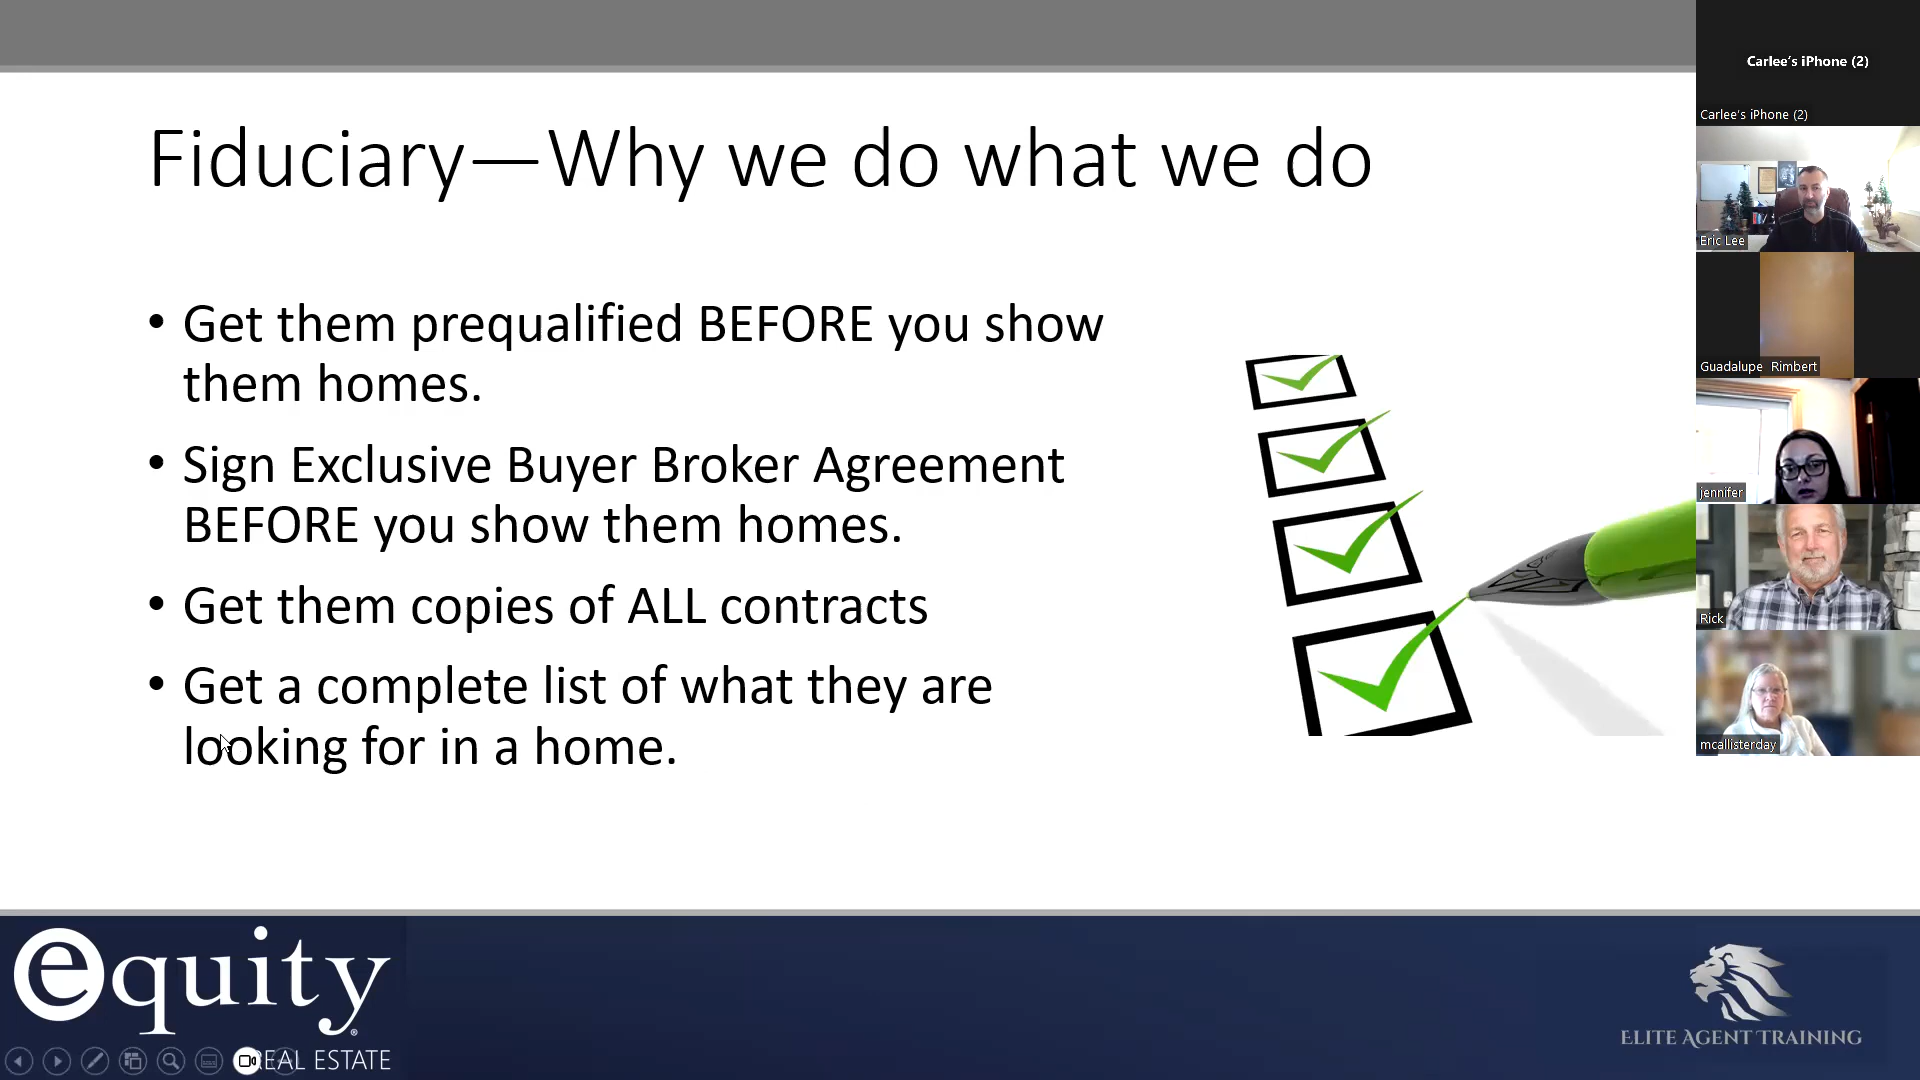 Fiduciary—Why we do what we do
• Get them prequalified BEFORE you show
them homes.
• Sign Exclusive Buyer Broker Agreement
BEFORE you show them homes.
• Get them copies of ALL contracts
• Get a complete list of what they are
looking for in a home.
Carlee's iPhone (2)
Carlee's iPhone (2)
Eric Lee
Guadalupe Rimbert
jennifer
Rick
mcallisterday
equity®
REAL ESTATE
ELITE AGENT TRAINING